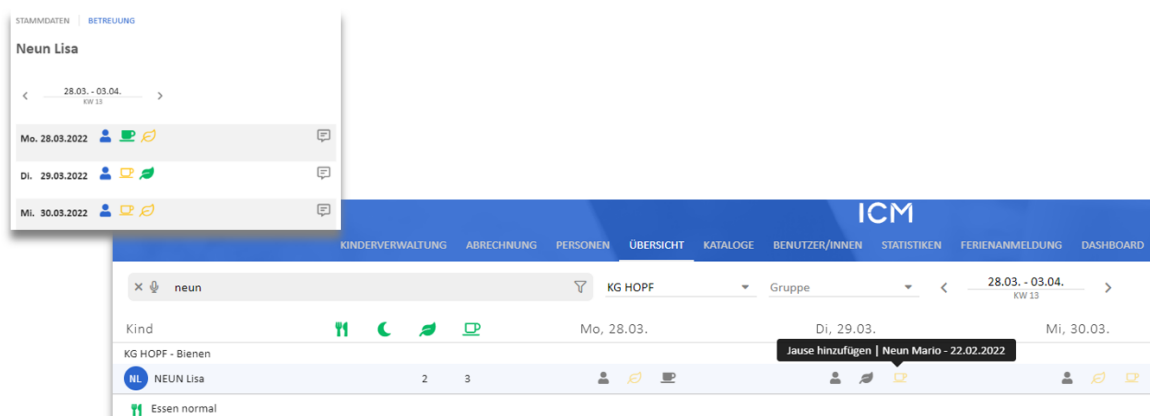 STAMMDATEN BETREUUNG
Neun Lisa
28.03. - 03.04.
KW 13
Mo. 28.03.2022
Di. 29.03.2022
Mi. 30.03.2022
ICM
KINDERVERWALTUNG ABRECHNUNG PERSONEN ÜBERSICHT KATALOGE BENUTZER/INNEN STATISTIKEN FERIENANMELDUNG DASHBOARD
neun KG HOPF Gruppe 28.03. - 03.04.
KW 13
Kind Mo, 28.03. Di, 29.03. Mi, 30.03.
Jause hinzufügen | Neun Mario - 22.02.2022
KG HOPF - Bienen
NL NEUN Lisa 2 3
Essen normal